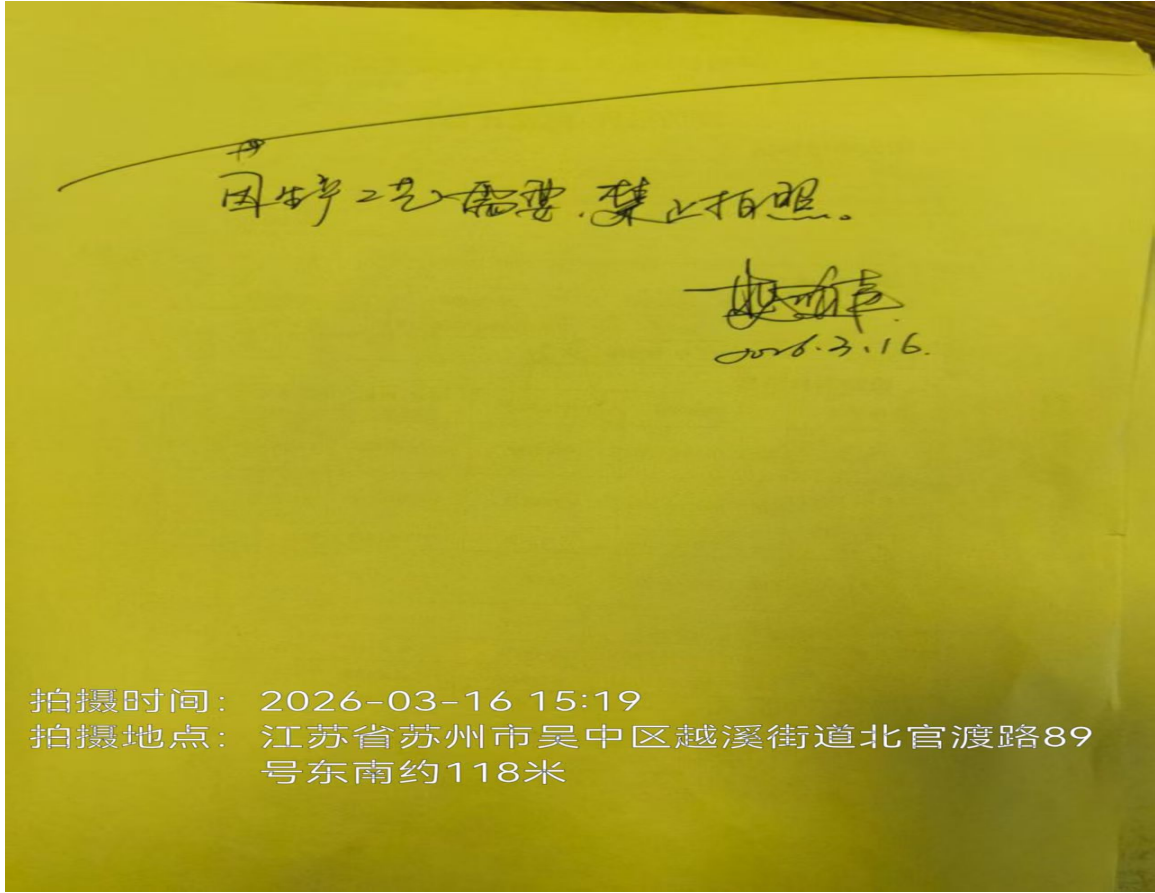 因生产工艺需要，禁止拍照。
2026.3.16.
拍摄时间: 2026-03-16 15:19
拍摄地点: 江苏省苏州市吴中区越溪街道北官渡路89
号东南约118米